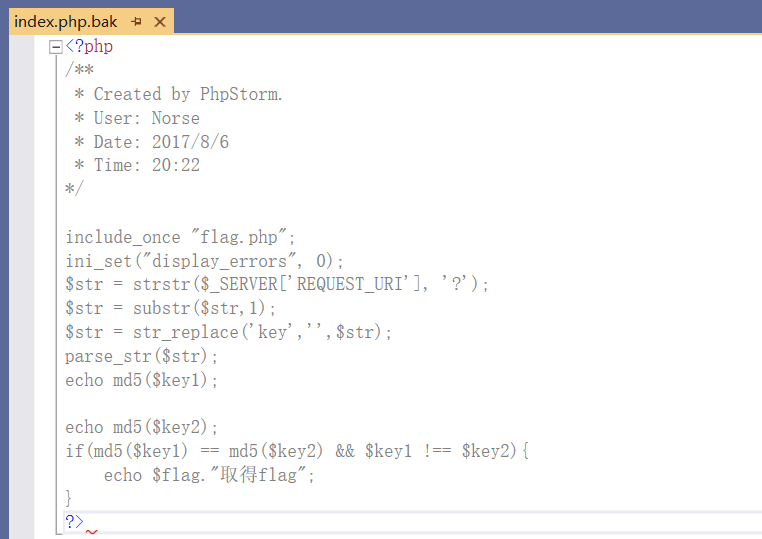 index.php.bak
<?php
/**
 * Created by PhpStorm.
 * User: Norse
 * Date: 2017/8/6
 * Time: 20:22
*/
include_once "flag.php";
ini_set("display_errors", 0);
$str = strstr($_SERVER['REQUEST_URI'], '?');
$str = substr($str,1);
$str = str_replace('key','',$str);
parse_str($str);
echo md5($key1);
echo md5($key2);
if(md5($key1) == md5($key2) && $key1 !== $key2){
    echo $flag."取得flag";
}
?>